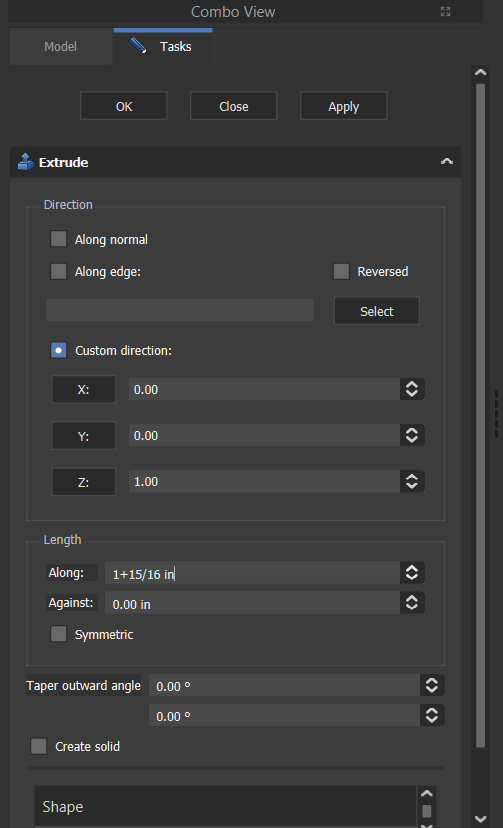 Combo View
Model Tasks
OK Close Apply
Extrude
Direction
Along normal
Along edge: Reversed
Select
Custom direction:
X: 0.00
Y: 0.00
Z: 1.00
Length
Along: 1+15/16 in
Against: 0.00 in
Symmetric
Taper outward angle 0.00 °
0.00 °
Create solid
Shape